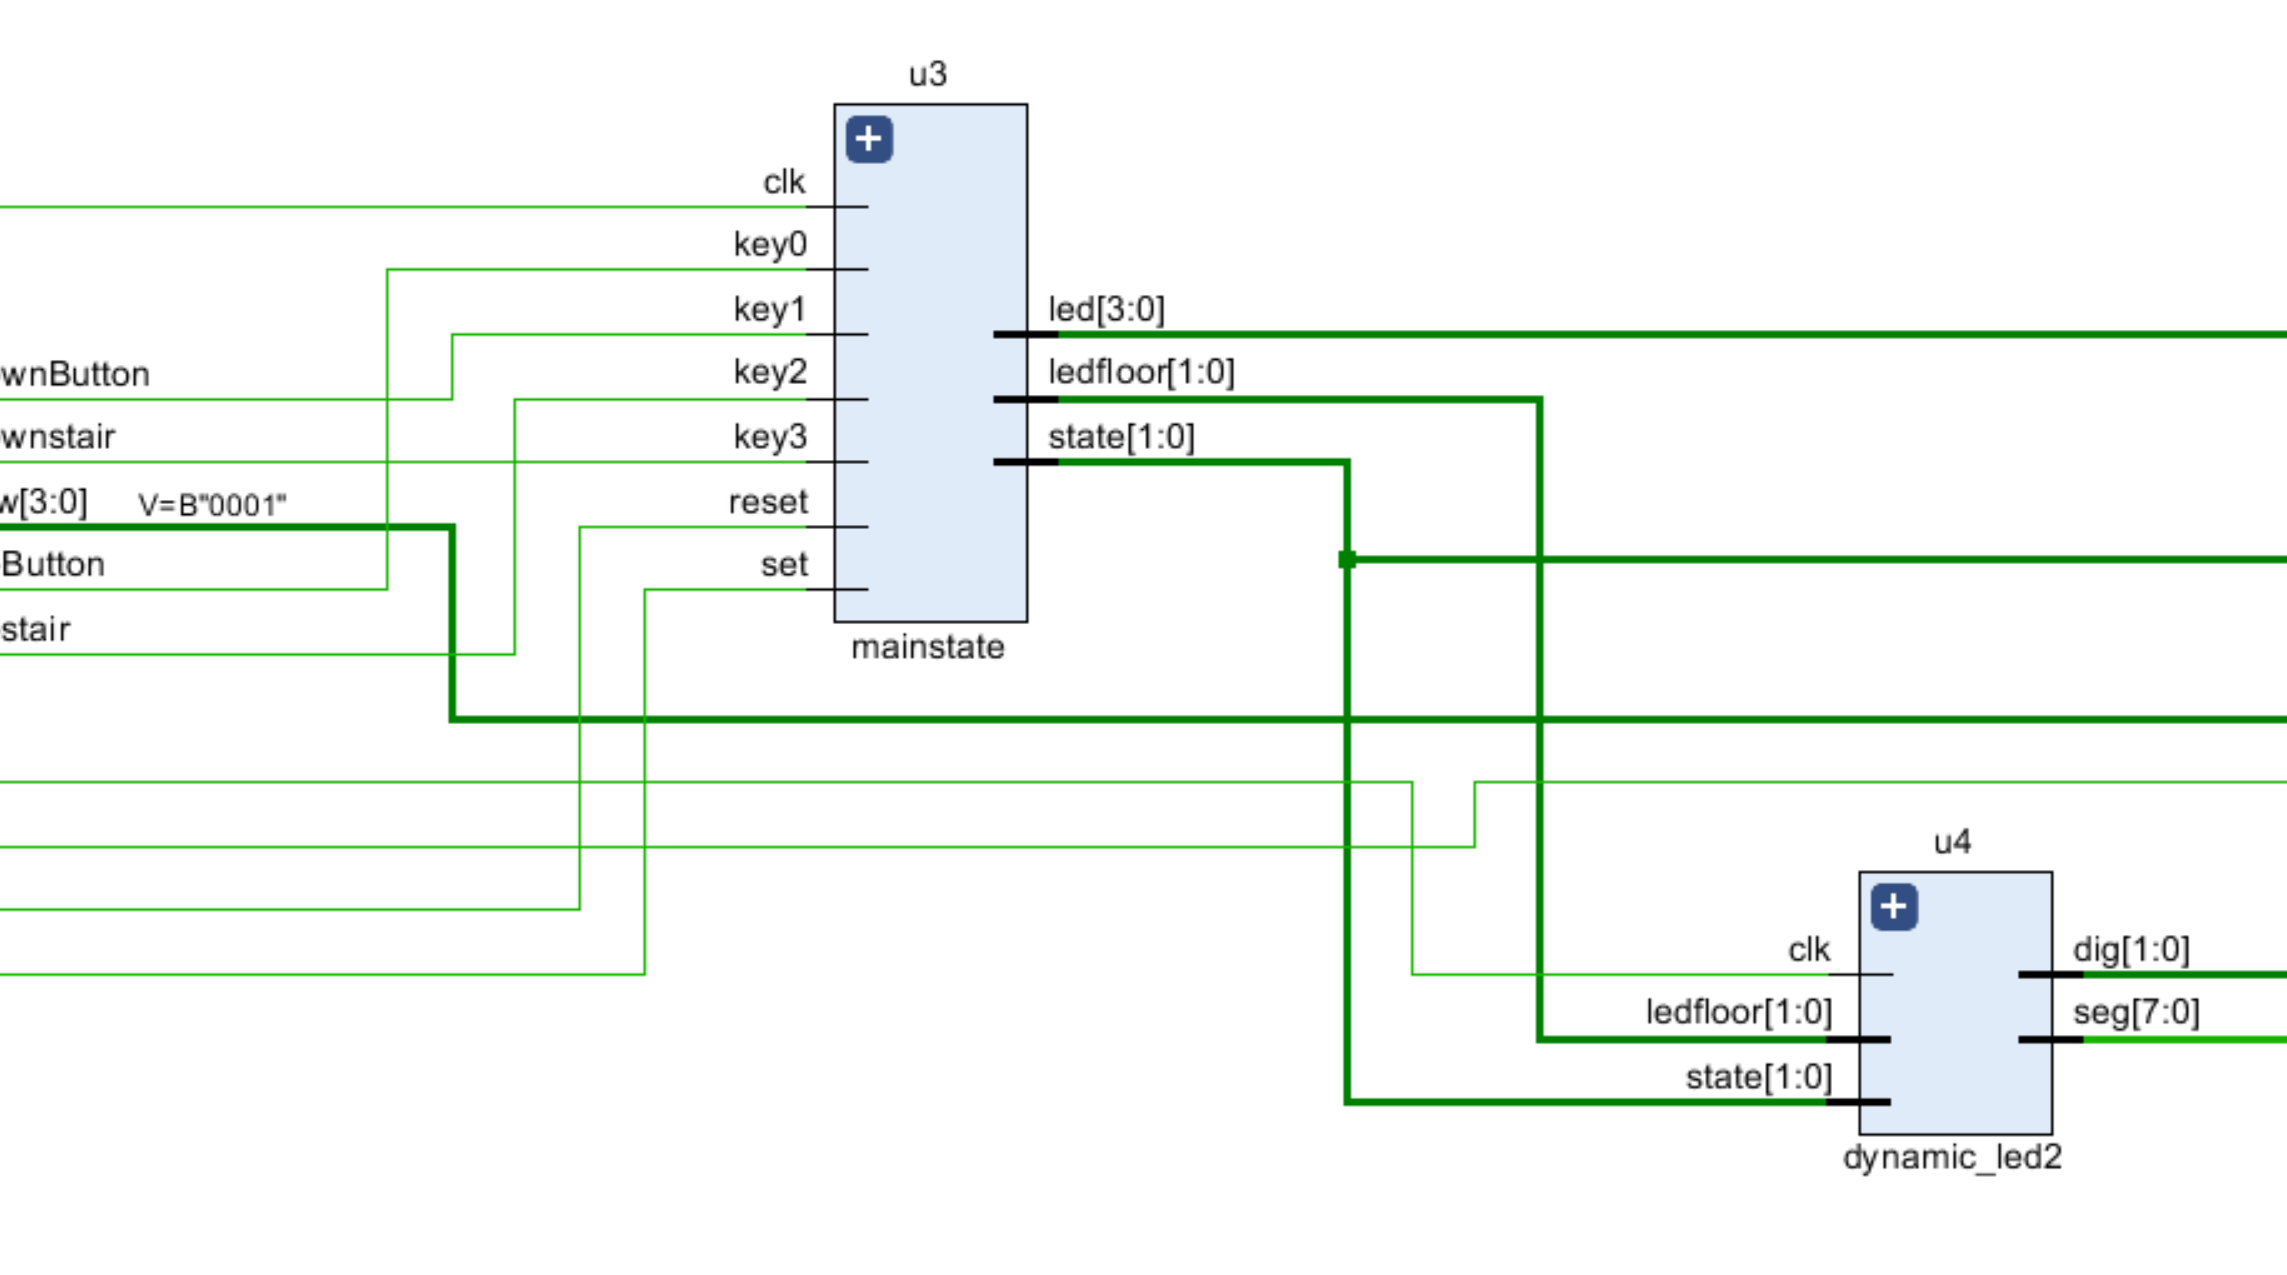 u3
clk
key0
key1
key2
key3
reset
set
led[3:0]
ledfloor[1:0]
state[1:0]
mainstate
wnButton
wnstair
w[3:0] V=B"0001"
Button
stair
u4
clk
ledfloor[1:0]
state[1:0]
dig[1:0]
seg[7:0]
dynamic_led2